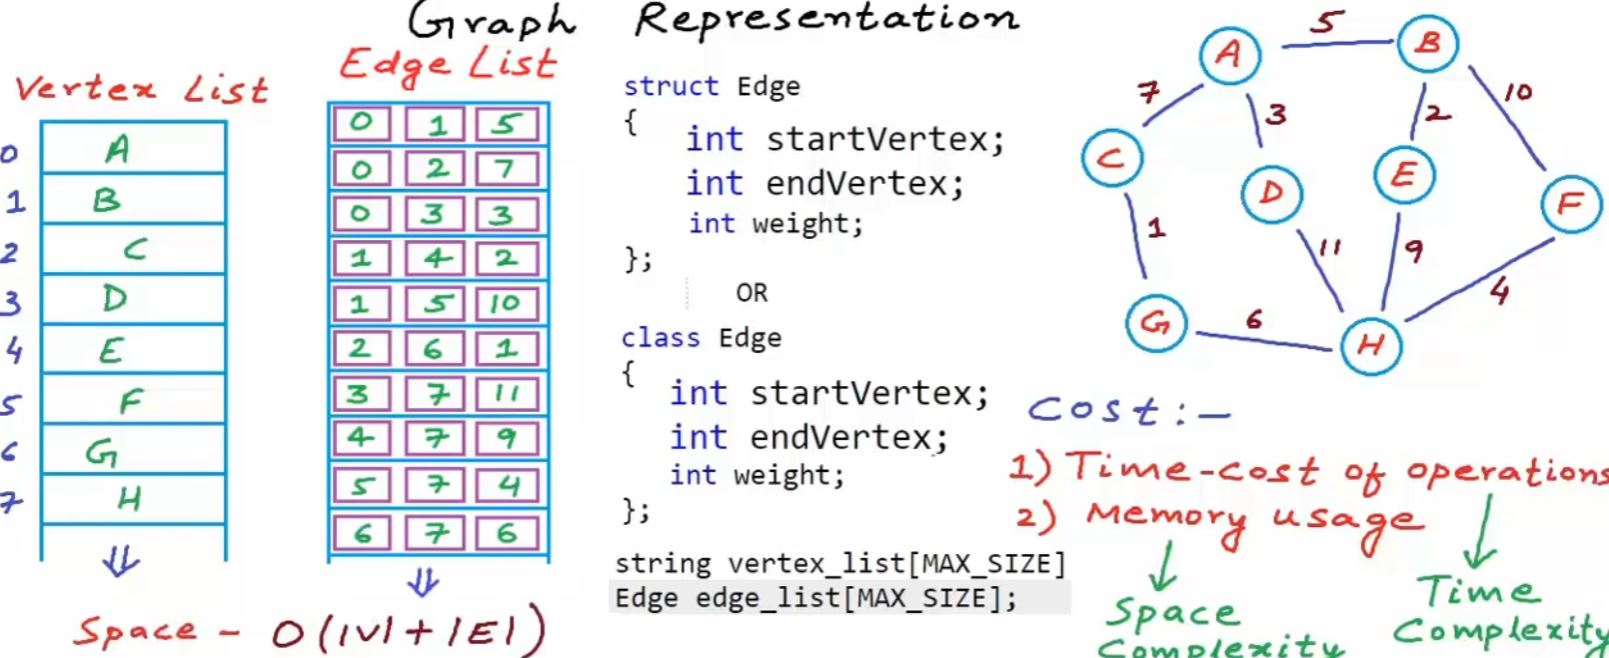 Graph Representation
Vertex List
0 A
1 B
2 C
3 D
4 E
5 F
6 G
7 H
Edge List
0 1 5
0 2 7
0 3 3
1 4 2
1 5 10
2 6 1
3 7 11
4 7 9
5 7 4
6 7 6
Space - O(|V|+|E|)
struct Edge
{
int startVertex;
int endVertex;
int weight;
};
OR
class Edge
{
int startVertex;
int endVertex;
int weight;
};
string vertex_list[MAX_SIZE]
Edge edge_list[MAX_SIZE];
A 5 B
7 3 2 10
C D E F
1 11 9 4
G 6 H
Cost:-
1) Time-cost of operations
2) Memory usage
Space
Complexity
Time
Complexity